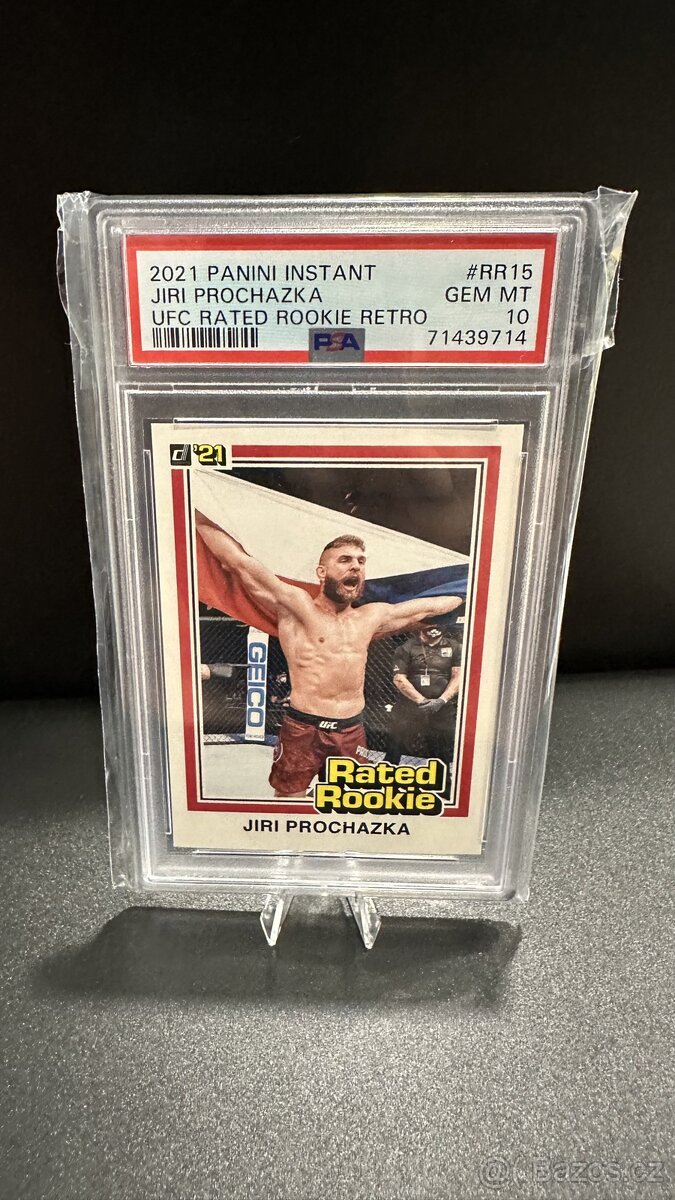 2021 PANINI INSTANT #RR15
JIRI PROCHAZKA GEM MT
UFC RATED ROOKIE RETRO 10
PSA 71439714
'21
GEICO
UFC
Rated
Rookie
JIRI PROCHAZKA
@ Bazos.cz